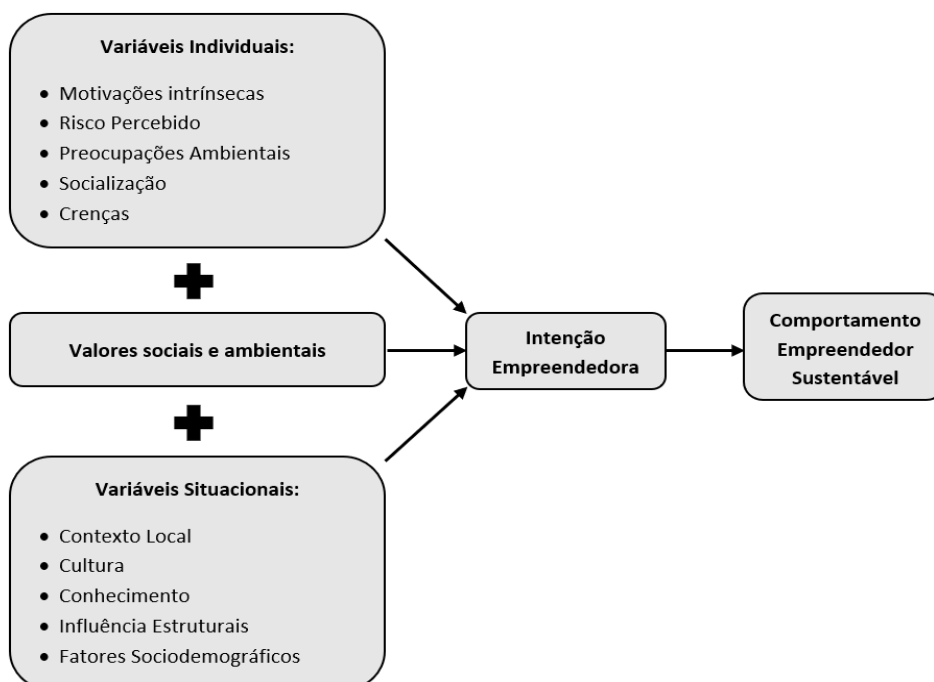 Variáveis Individuais:
• Motivações intrínsecas
• Risco Percebido
• Preocupações Ambientais
• Socialização
• Crenças
Valores sociais e ambientais
Variáveis Situacionais:
• Contexto Local
• Cultura
• Conhecimento
• Influência Estruturais
• Fatores Sociodemográficos
Intenção
Empreendedora
Comportamento
Empreendedor
Sustentável